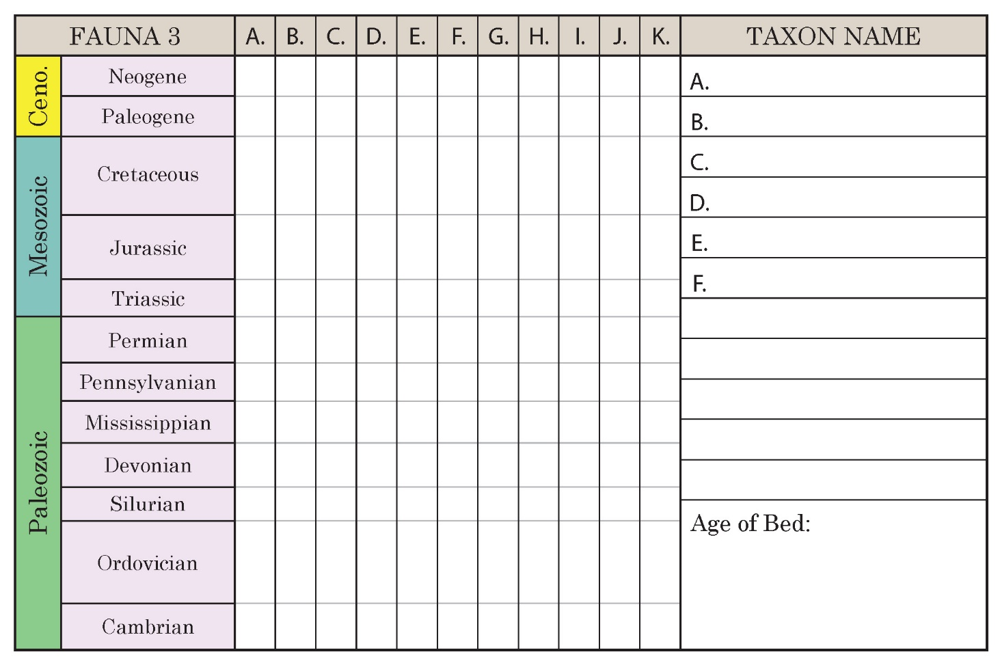 FAUNA 3 A. B. C. D. E. F. G. H. I. J. K. TAXON NAME
Ceno.
Neogene
A.
Paleogene
B.
Mesozoic
Cretaceous
C.
D.
Jurassic
E.
Triassic
F.
Paleozoic
Permian
Pennsylvanian
Mississippian
Devonian
Silurian
Age of Bed:
Ordovician
Cambrian